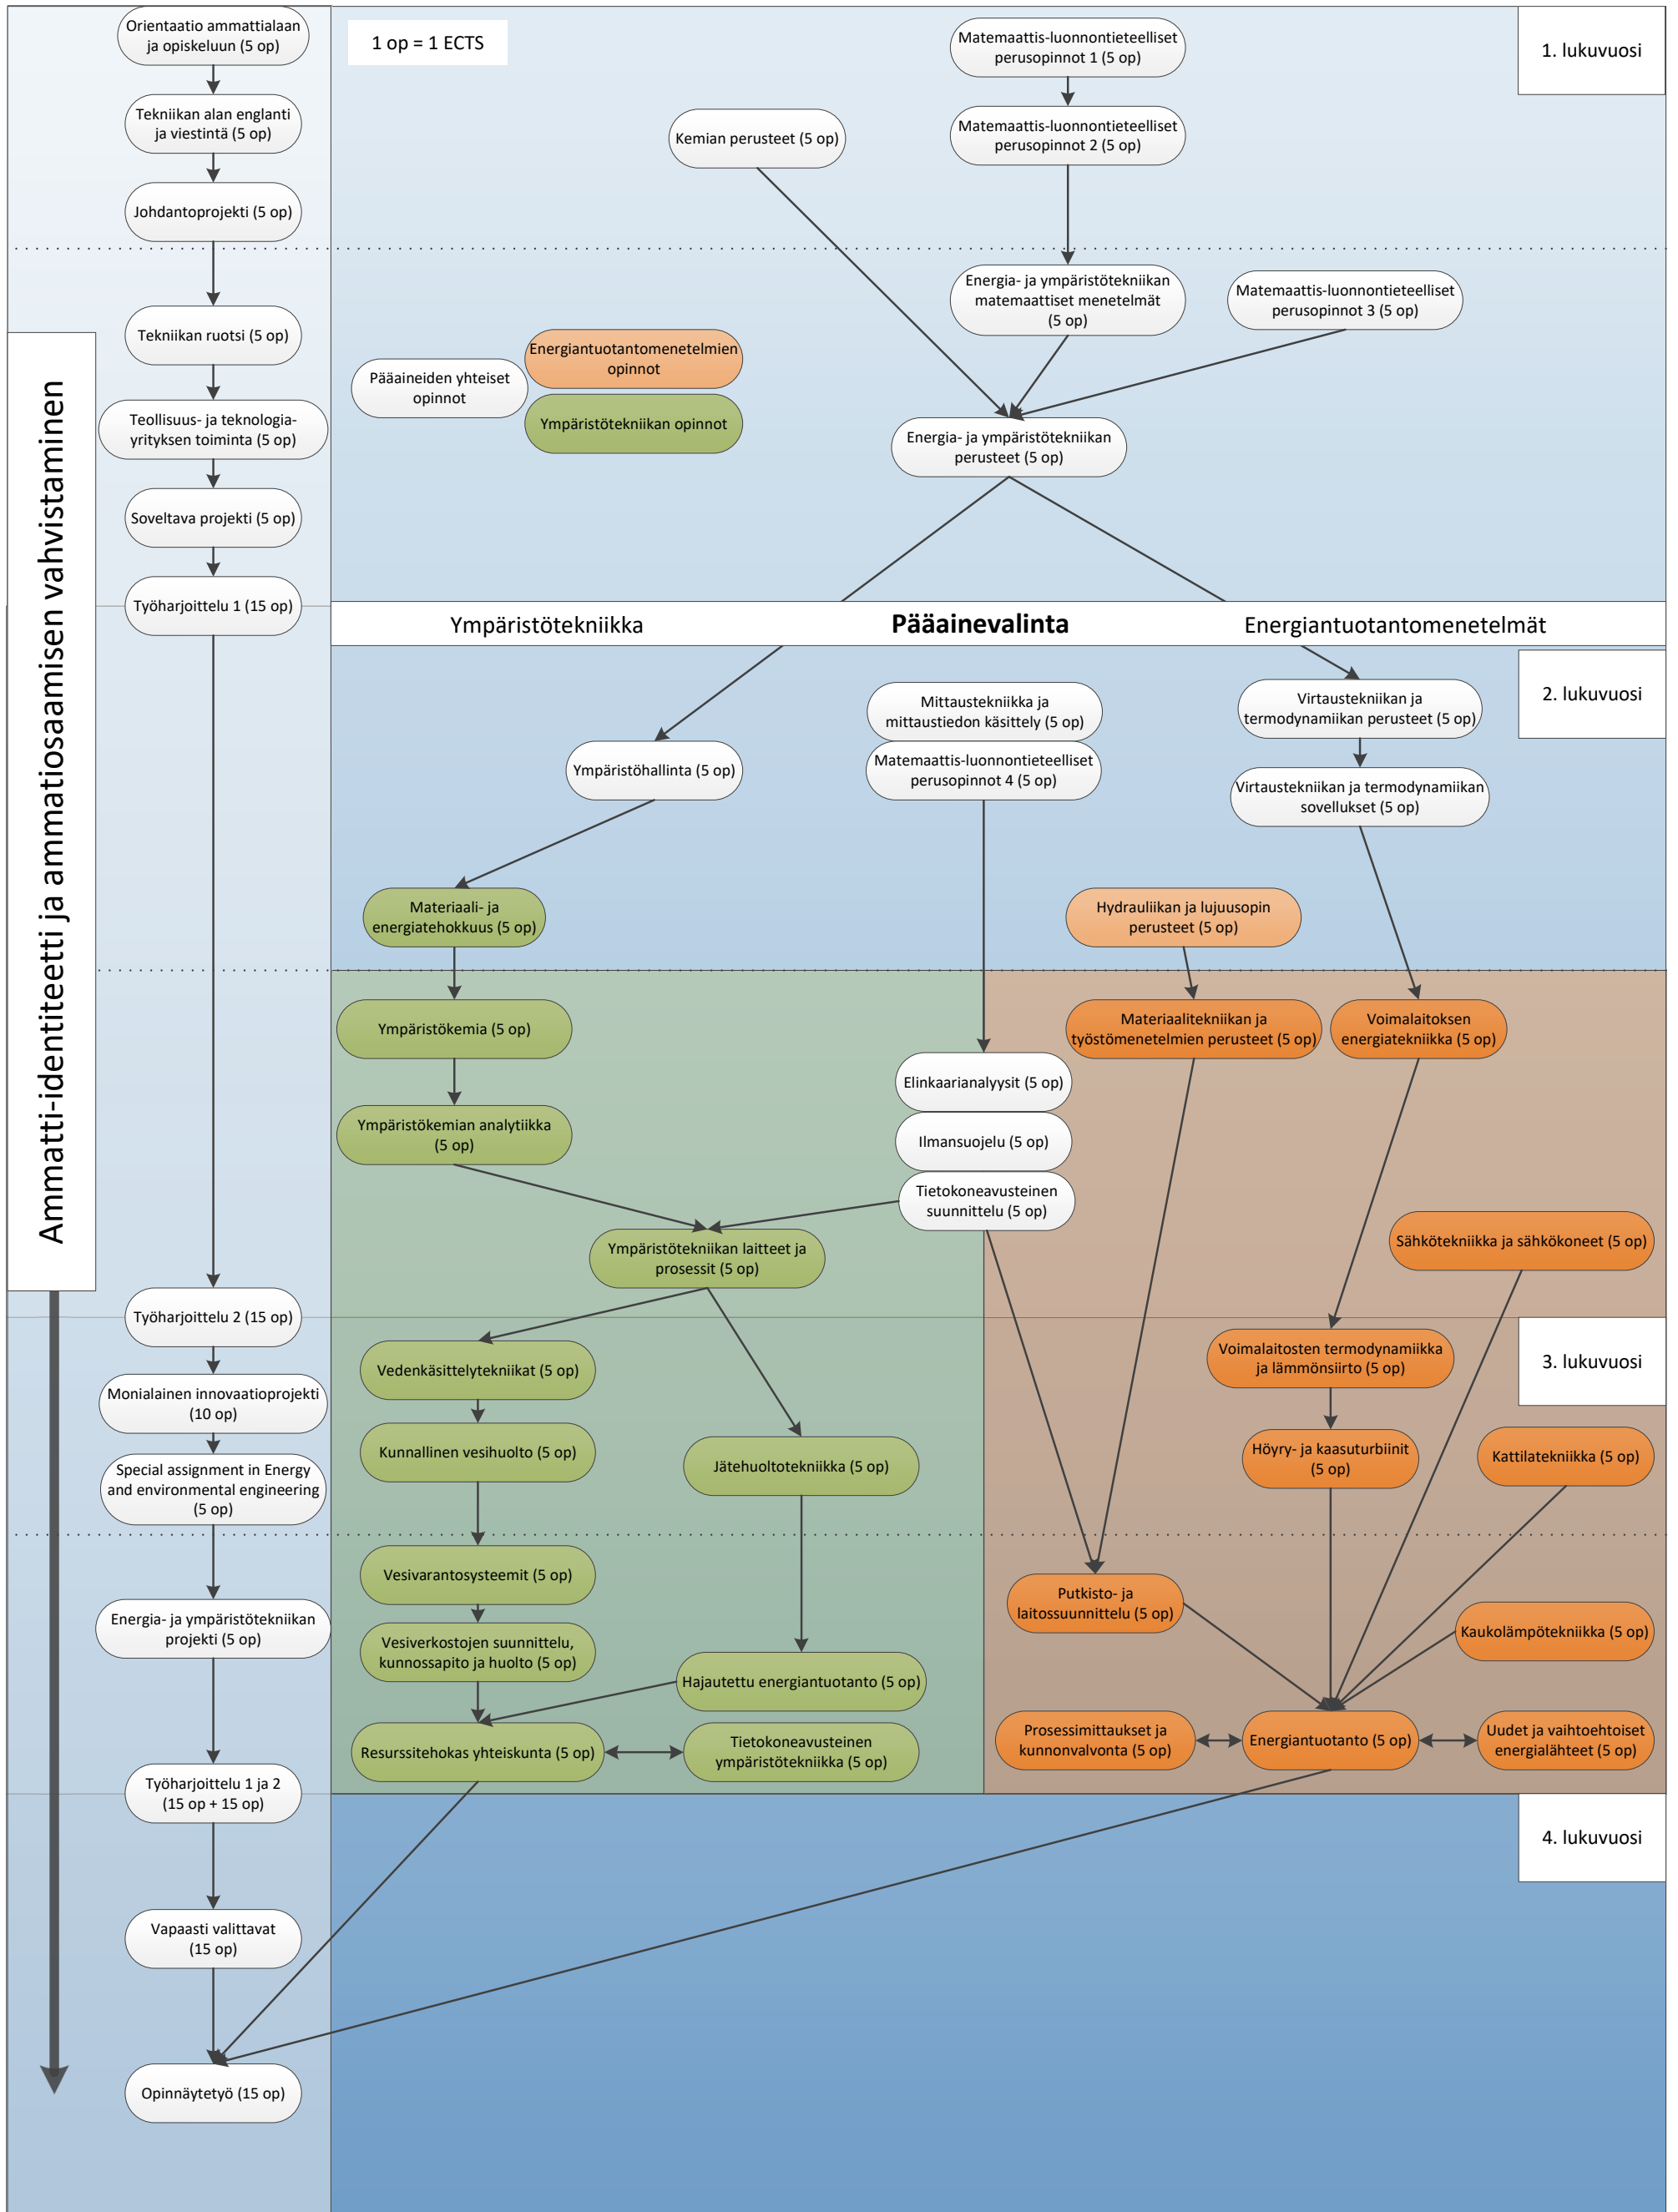 Orientaatio ammattialaan
ja opiskeluun (5 op)
Tekniikan alan englanti
ja viestintä (5 op)
Johdantoprojekti (5 op)
Tekniikan ruotsi (5 op)
Teollisuus- ja teknologia-
yrityksen toiminta (5 op)
Soveltava projekti (5 op)
Työharjoittelu 1 (15 op)
Ammatti-identiteetti ja ammatiosaamisen vahvistaminen
Työharjoittelu 2 (15 op)
Monialainen innovaatioprojekti
(10 op)
Special assignment in Energy
and environmental engineering
(5 op)
Energia- ja ympäristötekniikan
projekti (5 op)
Työharjoittelu 1 ja 2
(15 op + 15 op)
Vapaasti valittavat
(15 op)
Opinnäytetyö (15 op)
1 op = 1 ECTS
1. lukuvuosi
Matemaattis-luonnontieteelliset
perusopinnot 1 (5 op)
Kemian perusteet (5 op)
Matemaattis-luonnontieteelliset
perusopinnot 2 (5 op)
Energia- ja ympäristötekniikan
matemaattiset menetelmät
(5 op)
Matemaattis-luonnontieteelliset
perusopinnot 3 (5 op)
Pääaineiden yhteiset
opinnot
Energiantuotantomenetelmien
opinnot
Ympäristötekniikan opinnot
Energia- ja ympäristötekniikan
perusteet (5 op)
Ympäristötekniikka
Pääainevalinta
Energiantuotantomenetelmät
2. lukuvuosi
Mittaustekniikka ja
mittaustiedon käsittely (5 op)
Virtaustekniikan ja
termodynamiikan perusteet (5 op)
Ympäristöhallinta (5 op)
Matemaattis-luonnontieteelliset
perusopinnot 4 (5 op)
Virtaustekniikan ja termodynamiikan
sovellukset (5 op)
Materiaali- ja
energiatehokkuus (5 op)
Hydrauliikan ja lujuusopin
perusteet (5 op)
Ympäristökemia (5 op)
Materiaalitekniikan ja
työstömenetelmien perusteet (5 op)
Voimalaitoksen
energiatekniikka (5 op)
Elinkaarianalyysit (5 op)
Ympäristökemian analytiikka
(5 op)
Ilmansuojelu (5 op)
Tietokoneavusteinen
suunnittelu (5 op)
Ympäristötekniikan laitteet ja
prosessit (5 op)
Sähkötekniikka ja sähkökoneet (5 op)
3. lukuvuosi
Vedenkäsittelytekniikat (5 op)
Voimalaitosten termodynamiikka
ja lämmönsiirto (5 op)
Kunnallinen vesihuolto (5 op)
Jätehuoltotekniikka (5 op)
Höyry- ja kaasuturbiinit
(5 op)
Kattilatekniikka (5 op)
Vesivarantosysteemit (5 op)
Putkisto- ja
laitossuunnittelu (5 op)
Vesiverkostojen suunnittelu,
kunnossapito ja huolto (5 op)
Kaukolämpötekniikka (5 op)
Hajautettu energiantuotanto (5 op)
Resurssitehokas yhteiskunta (5 op)
Tietokoneavusteinen
ympäristötekniikka (5 op)
Prosessimittaukset ja
kunnonvalvonta (5 op)
Energiantuotanto (5 op)
Uudet ja vaihtoehtoiset
energialähteet (5 op)
4. lukuvuosi